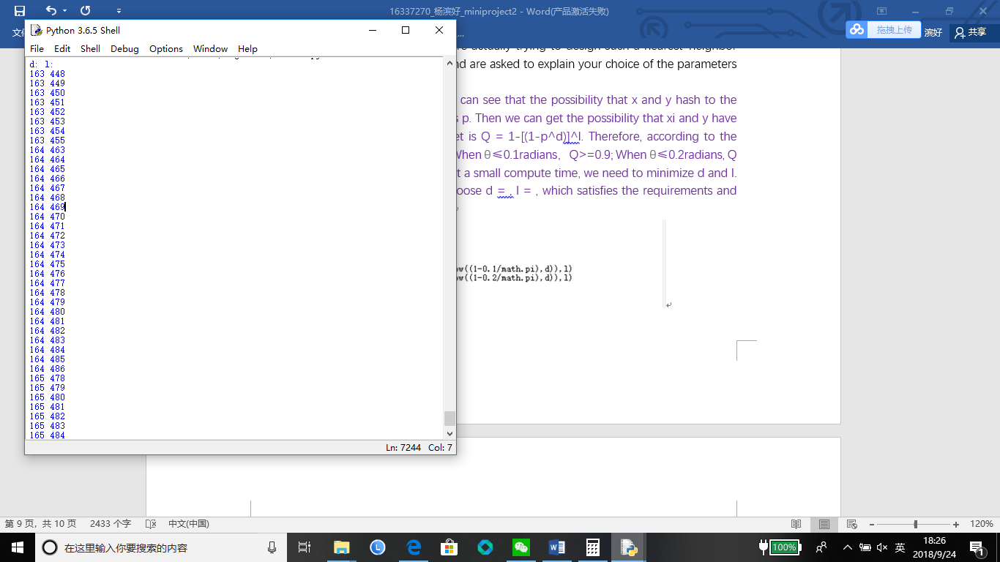 16337270_杨滨好_miniproject2 - Word(产品激活失败)
拖拽上传
滨好
共享
Python 3.6.5 Shell
File Edit Shell Debug Options Window Help
nd are asked to explain your choice of the parameters
can see that the possibility that x and y hash to the
s p. Then we can get the possibility that xi and y have
et is Q = 1-[(1-p^d)]^l. Therefore, according to the
When θ≤0.1radians, Q>=0.9; When θ≤0.2radians, Q
t a small compute time, we need to minimize d and l.
oose d = , l = , which satisfies the requirements and
ow((1-0.1/math.pi),d)),l)
ow((1-0.2/math.pi),d)),l)
d: l:
163 448
163 449
163 450
163 451
163 452
163 453
163 454
163 455
164 463
164 464
164 465
164 466
164 467
164 468
164 469
164 470
164 471
164 472
164 473
164 474
164 475
164 476
164 477
164 478
164 479
164 480
164 481
164 482
164 483
164 484
164 485
164 486
165 478
165 479
165 480
165 481
165 482
165 483
165 484
Ln: 7244 Col: 7
第 9 页，共 10 页 2433 个字 中文(中国) 120%
在这里输入你要搜索的内容
100%
英
18:26
2018/9/24
1